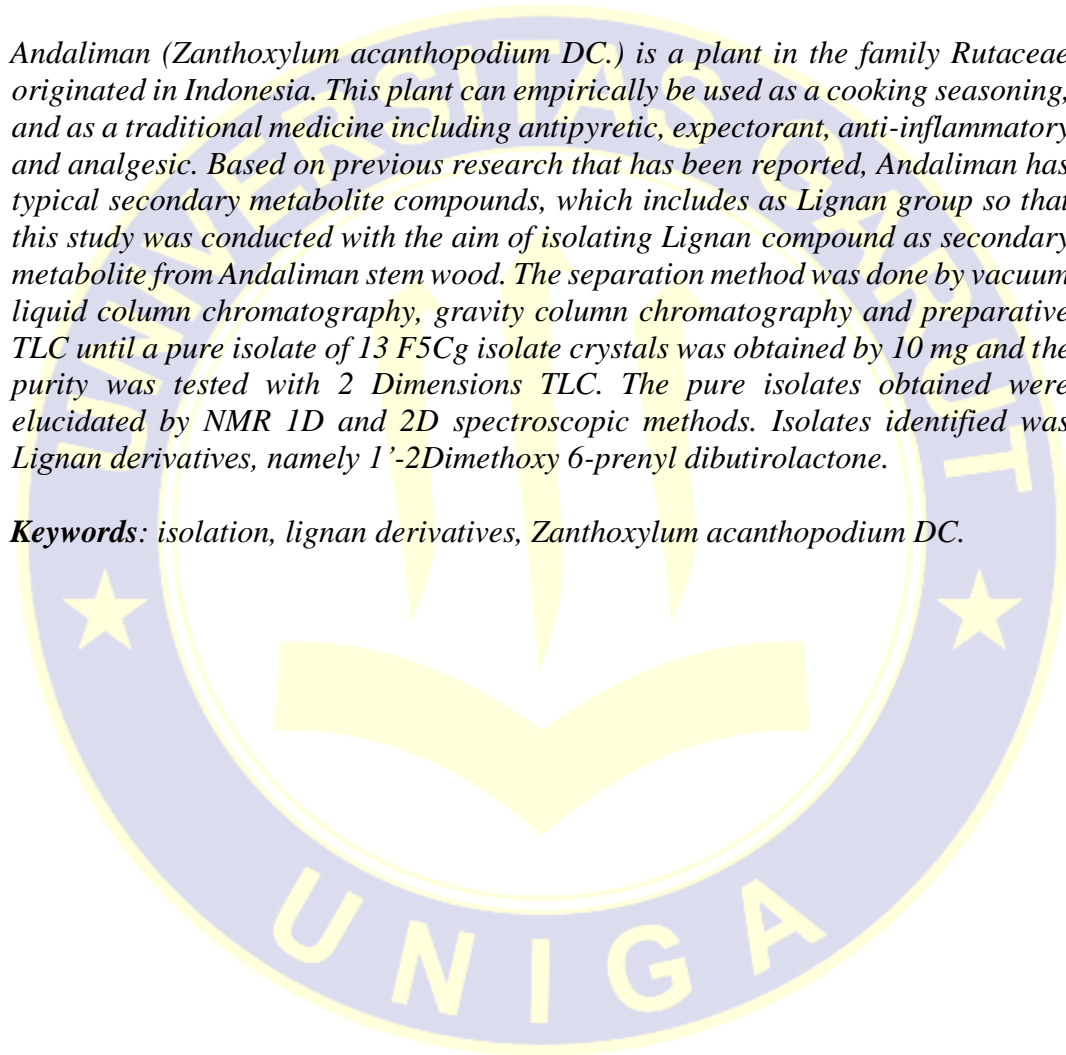 Andaliman (Zanthoxylum acanthopodium DC.) is a plant in the family Rutaceae
originated in Indonesia. This plant can empirically be used as a cooking seasoning,
and as a traditional medicine including antipyretic, expectorant, anti-inflammatory
and analgesic. Based on previous research that has been reported, Andaliman has
typical secondary metabolite compounds, which includes as Lignan group so that
this study was conducted with the aim of isolating Lignan compound as secondary
metabolite from Andaliman stem wood. The separation method was done by vacuum
liquid column chromatography, gravity column chromatography and preparative
TLC until a pure isolate of 13 F5Cg isolate crystals was obtained by 10 mg and the
purity was tested with 2 Dimensions TLC. The pure isolates obtained were
elucidated by NMR 1D and 2D spectroscopic methods. Isolates identified was
Lignan derivatives, namely 1’-2Dimethoxy 6-prenyl dibutirolactone.
Keywords: isolation, lignan derivatives, Zanthoxylum acanthopodium DC.
UNIVERSITAS GARUT
UNIGA